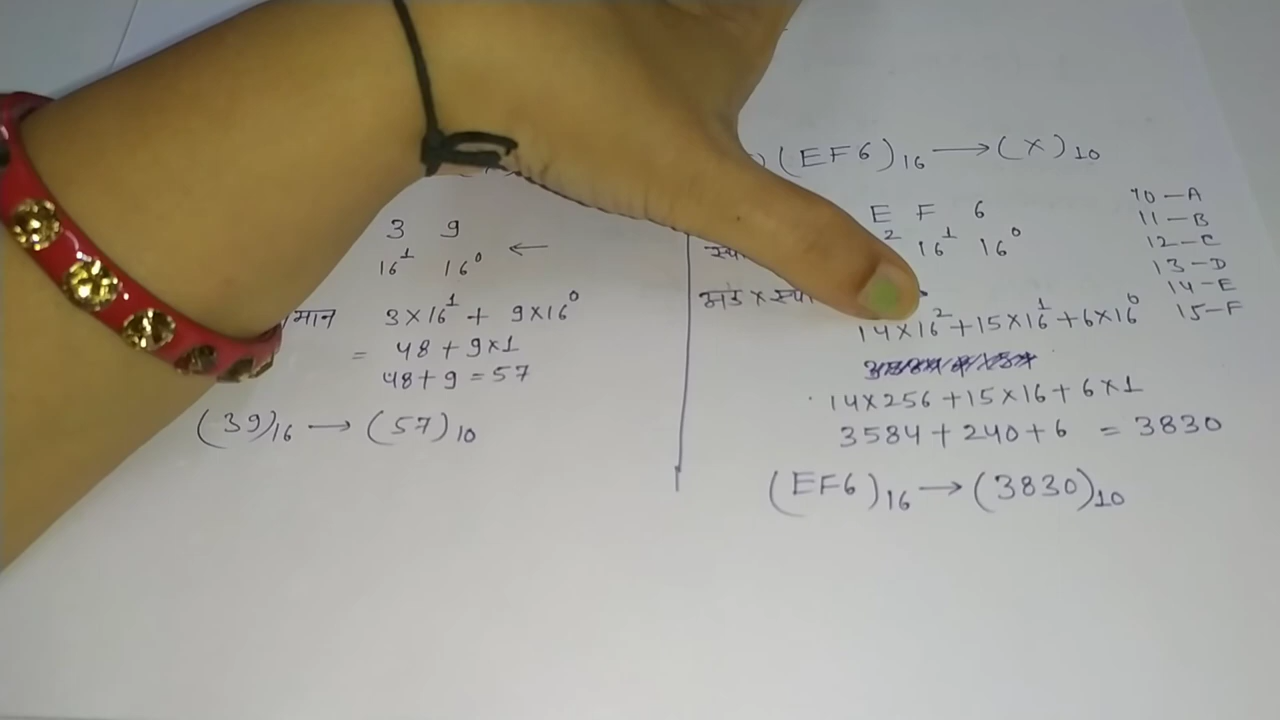 3 9
16¹ 16⁰ ←
मान 3×16¹ + 9×16⁰
= 48 + 9×1
48 + 9 = 57
(39)₁₆ → (57)₁₀
(EF6)₁₆ → (X)₁₀
E F 6
² 16¹ 16⁰
14×16²+15×16¹+6×16⁰
14×256+15×16+6×1
3584+240+6 = 3830
(EF6)₁₆ → (3830)₁₀
10–A
11–B
12–C
13–D
14–E
15–F